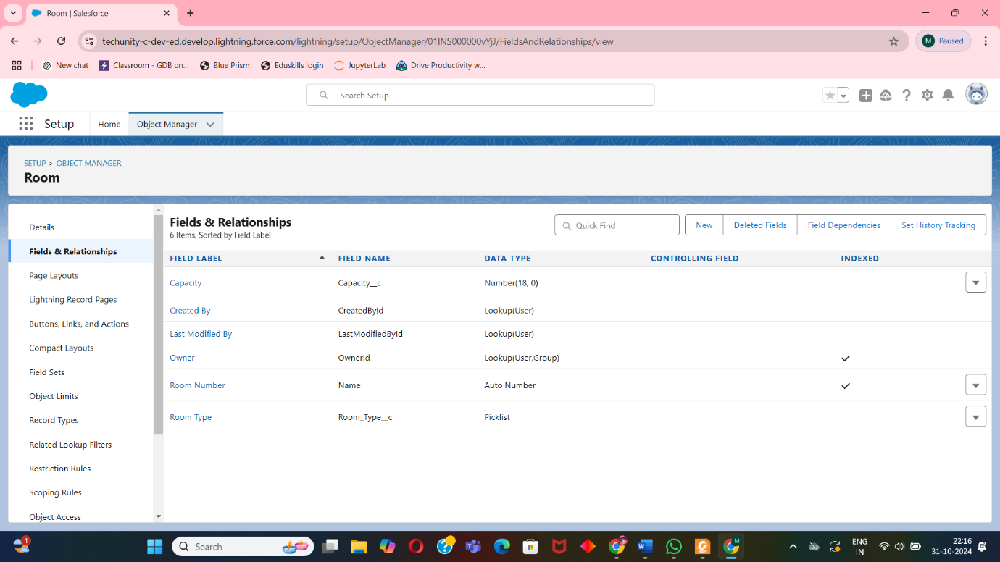 Room | Salesforce
techunity-c-dev-ed.develop.lightning.force.com/lightning/setup/ObjectManager/01INS000000vYjJ/FieldsAndRelationships/view
M Paused
New chat
Classroom - GDB on...
Blue Prism
Eduskills login
JupyterLab
Drive Productivity w...
Search Setup
Setup
Home
Object Manager
SETUP > OBJECT MANAGER
Room
Details
Fields & Relationships
Page Layouts
Lightning Record Pages
Buttons, Links, and Actions
Compact Layouts
Field Sets
Object Limits
Record Types
Related Lookup Filters
Restriction Rules
Scoping Rules
Object Access
Fields & Relationships
6 Items, Sorted by Field Label
Quick Find
New
Deleted Fields
Field Dependencies
Set History Tracking
FIELD LABEL FIELD NAME DATA TYPE CONTROLLING FIELD INDEXED
Capacity Capacity__c Number(18, 0)
Created By CreatedById Lookup(User)
Last Modified By LastModifiedById Lookup(User)
Owner OwnerId Lookup(User,Group)
Room Number Name Auto Number
Room Type Room_Type__c Picklist
1
Search
ENG
IN
22:16
31-10-2024